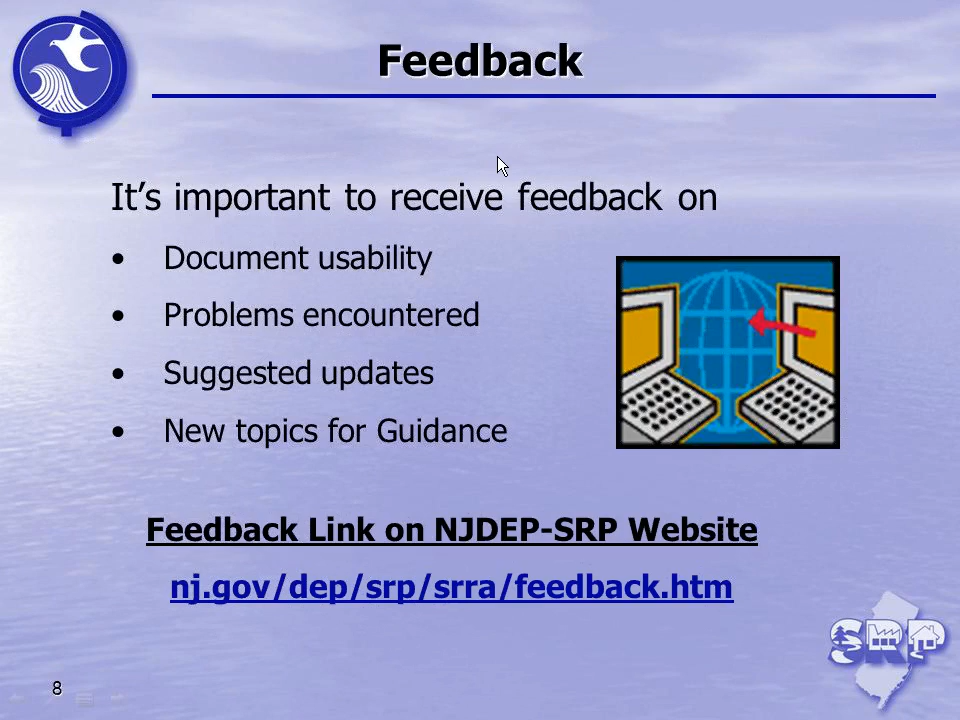 Feedback
It’s important to receive feedback on
• Document usability
• Problems encountered
• Suggested updates
• New topics for Guidance
Feedback Link on NJDEP-SRP Website
nj.gov/dep/srp/srra/feedback.htm
SRP
8